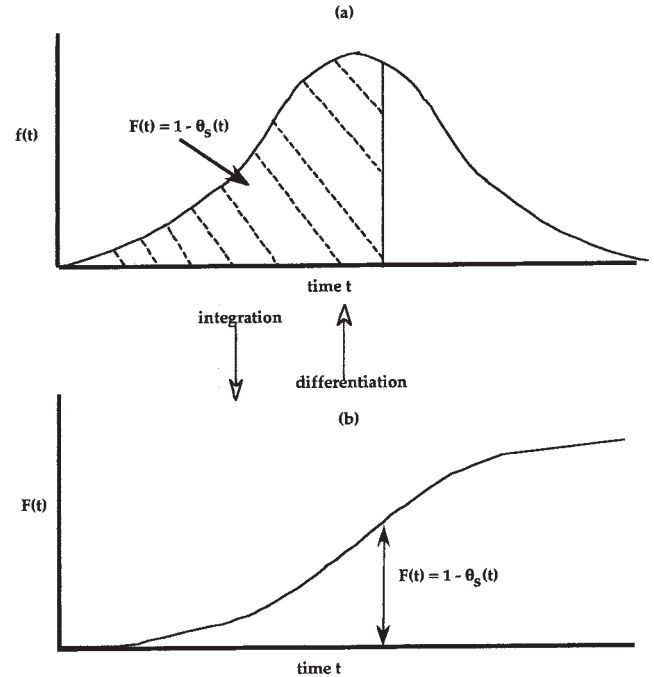 (a)
f(t)
F(t) = 1 - θs(t)
time t
integration
differentiation
(b)
F(t)
F(t) = 1 - θs(t)
time t